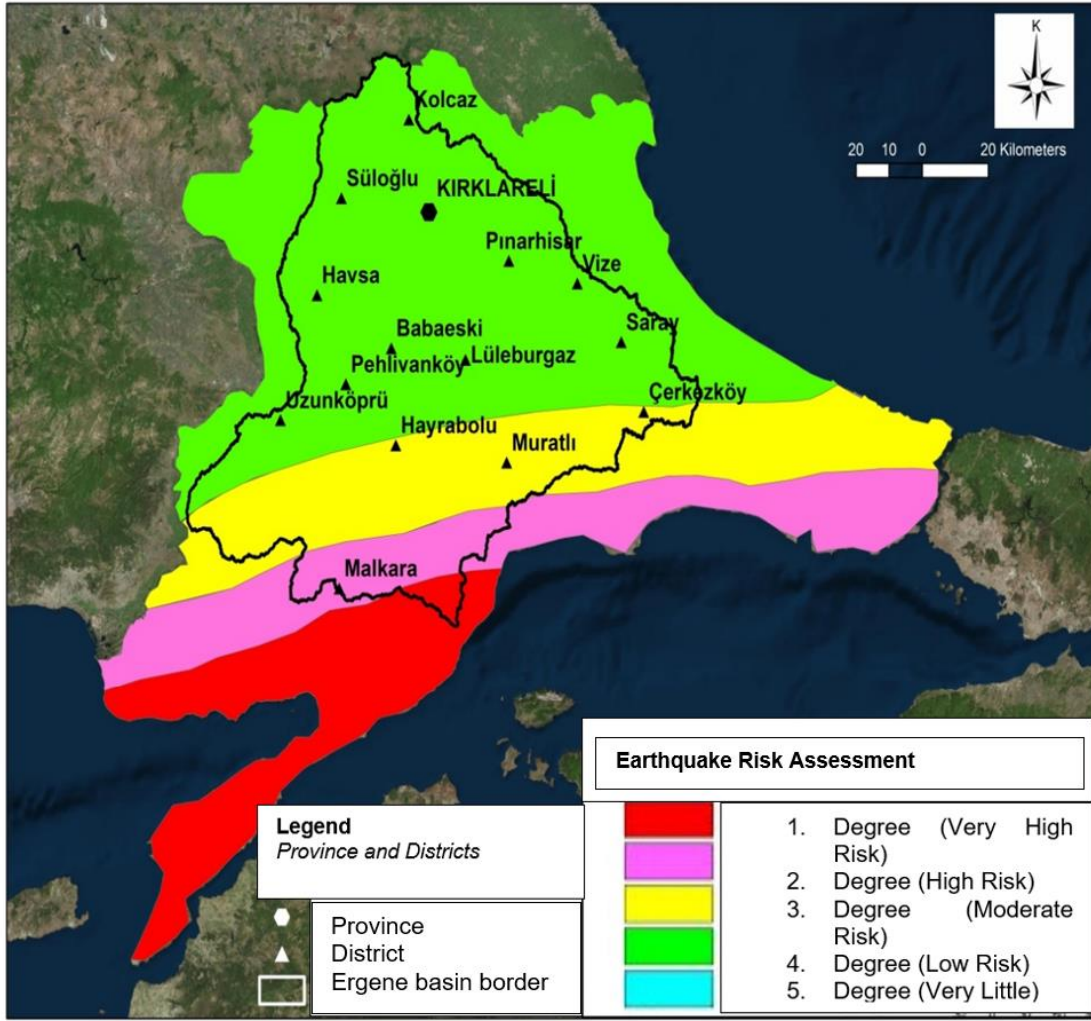 K
20 10 0 20 Kilometers
Kolcaz
Süloğlu
KIRKLARELİ
Pınarhisar
Vize
Havsa
Saray
Babaeski
Lüleburgaz
Pehlivanköy
Çerkezköy
Uzunköprü
Hayrabolu
Muratlı
Malkara
Earthquake Risk Assessment
1. Degree (Very High
Risk)
2. Degree (High Risk)
3. Degree (Moderate
Risk)
4. Degree (Low Risk)
5. Degree (Very Little)
Legend
Province and Districts
Province
District
Ergene basin border